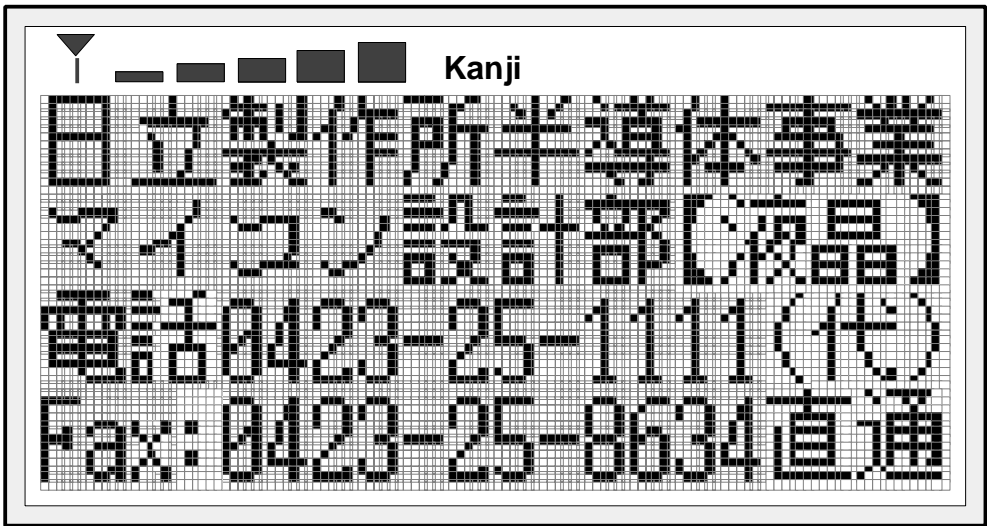 Kanji
日立製作所半導体事業
マイコン設計部【液晶】
電話0423-25-1111(代)
Fax:0423-25-8634直通